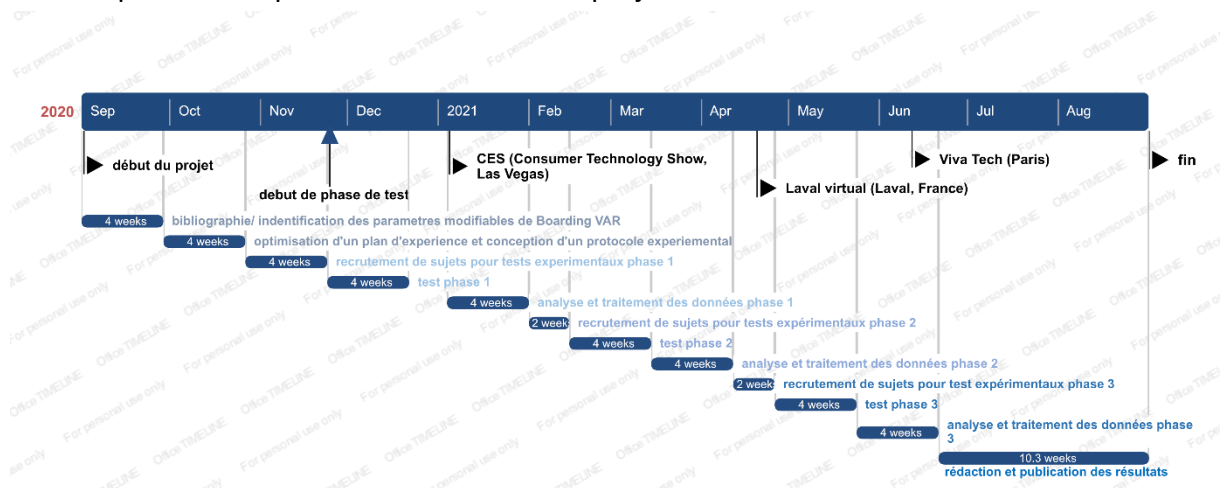 2020 Sep Oct Nov Dec 2021 Feb Mar Apr May Jun Jul Aug
début du projet
debut de phase de test
CES (Consumer Technology Show,
Las Vegas)
Laval virtual (Laval, France)
Viva Tech (Paris)
fin
4 weeks bibliographie/ indentification des parametres modifiables de Boarding VAR
4 weeks optimisation d'un plan d'experience et conception d'un protocole experiemental
4 weeks recrutement de sujets pour tests experimentaux phase 1
4 weeks test phase 1
4 weeks analyse et traitement des données phase 1
2 week recrutement de sujets pour tests expérimentaux phase 2
4 weeks test phase 2
4 weeks analyse et traitement des données phase 2
2 week recrutement de sujets pour test expérimentaux phase 3
4 weeks test phase 3
4 weeks analyse et traitement des données phase
3
10.3 weeks
rédaction et publication des résultats
For personal use only
Office TIMELINE